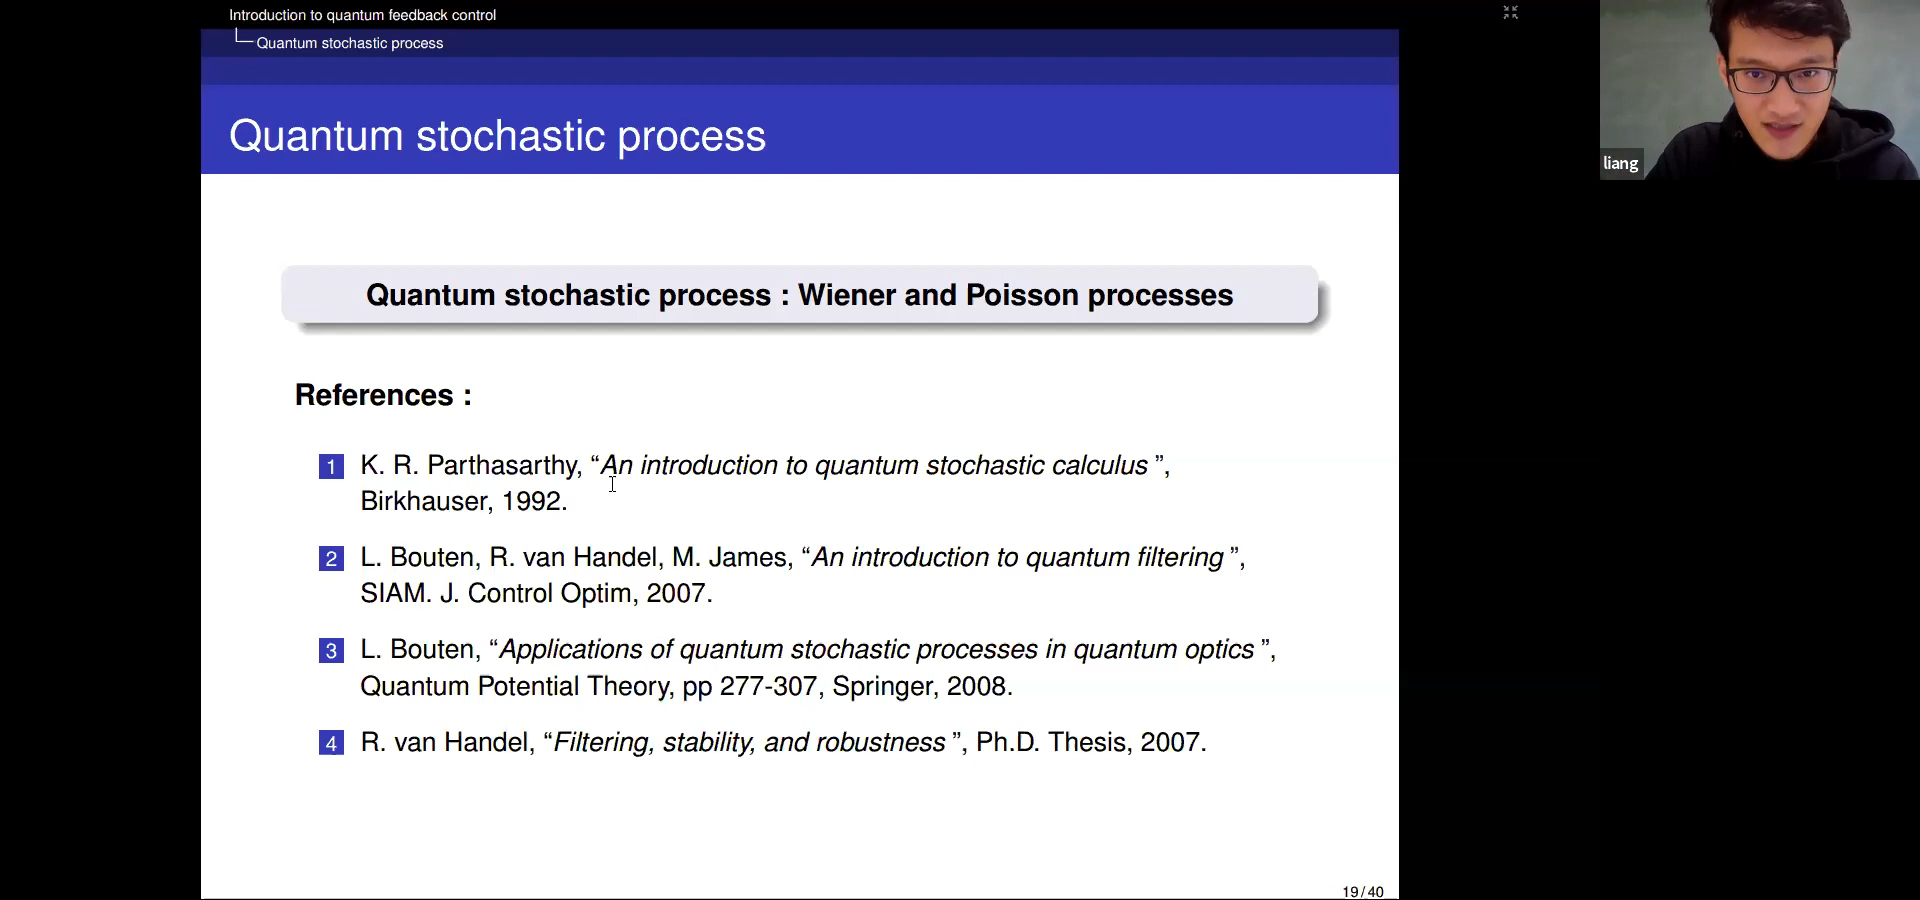 Introduction to quantum feedback control
Quantum stochastic process
Quantum stochastic process
liang
Quantum stochastic process : Wiener and Poisson processes
References :
1 K. R. Parthasarthy, “An introduction to quantum stochastic calculus ”,
Birkhauser, 1992.
2 L. Bouten, R. van Handel, M. James, “An introduction to quantum filtering ”,
SIAM. J. Control Optim, 2007.
3 L. Bouten, “Applications of quantum stochastic processes in quantum optics ”,
Quantum Potential Theory, pp 277-307, Springer, 2008.
4 R. van Handel, “Filtering, stability, and robustness ”, Ph.D. Thesis, 2007.
19/40